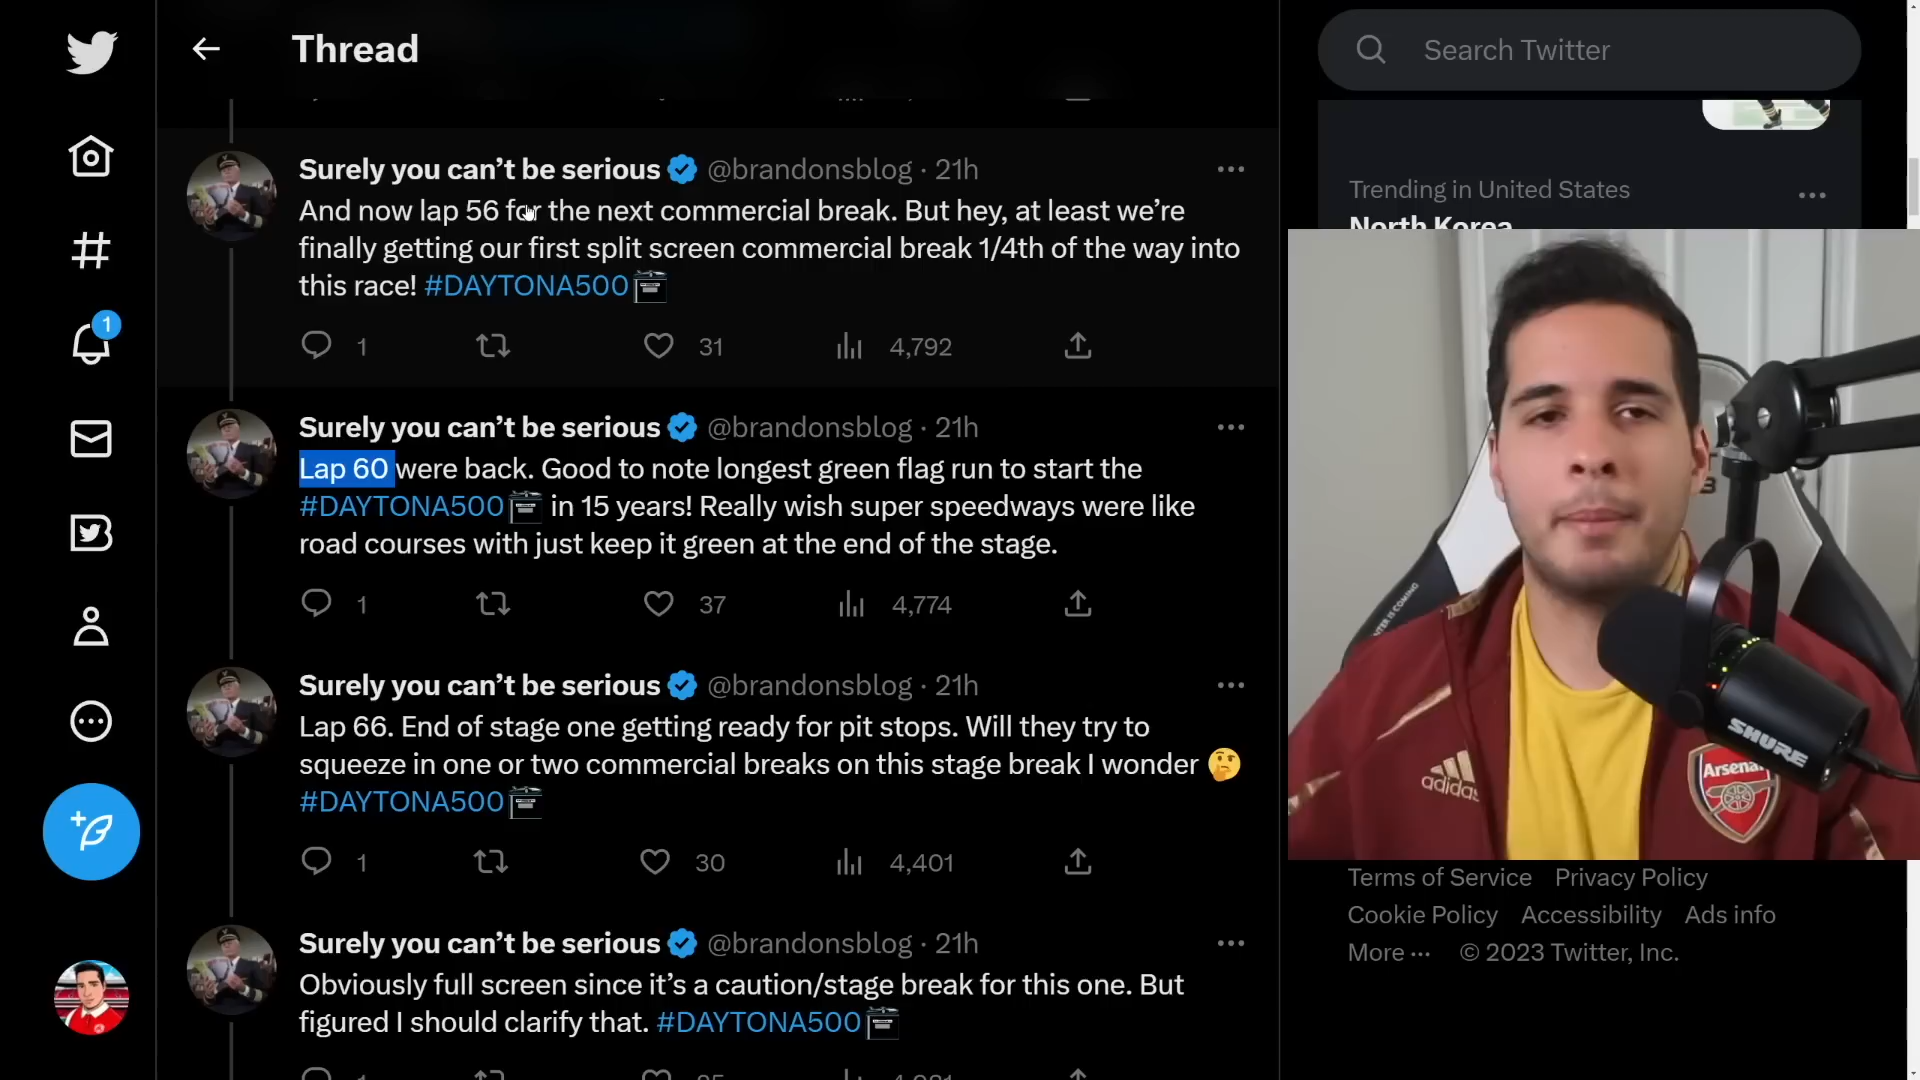 Thread
Search Twitter
Surely you can't be serious @brandonsblog · 21h
And now lap 56 for the next commercial break. But hey, at least we're
finally getting our first split screen commercial break 1/4th of the way into
this race! #DAYTONA500
1 31 4,792
Surely you can't be serious @brandonsblog · 21h
Lap 60 were back. Good to note longest green flag run to start the
#DAYTONA500 in 15 years! Really wish super speedways were like
road courses with just keep it green at the end of the stage.
1 37 4,774
Surely you can't be serious @brandonsblog · 21h
Lap 66. End of stage one getting ready for pit stops. Will they try to
squeeze in one or two commercial breaks on this stage break I wonder 🤔
#DAYTONA500
1 30 4,401
Surely you can't be serious @brandonsblog · 21h
Obviously full screen since it's a caution/stage break for this one. But
figured I should clarify that. #DAYTONA500
1
Trending in United States
North Korea
adidas
Arsenal
SHURE
Terms of Service Privacy Policy
Cookie Policy Accessibility Ads info
More ··· © 2023 Twitter, Inc.